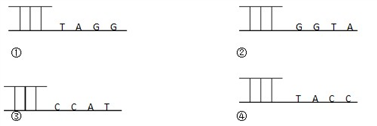 T A G G
①
G G T A
②
C C A T
③
T A C C
④